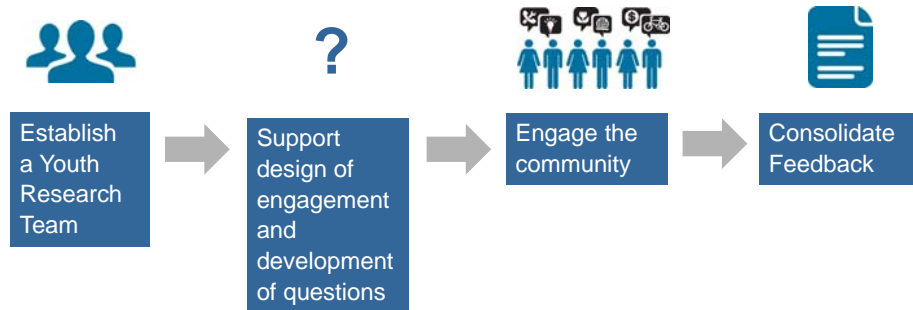 ?
Establish
a Youth
Research
Team
Support
design of
engagement
and
development
of questions
Engage the
community
Consolidate
Feedback